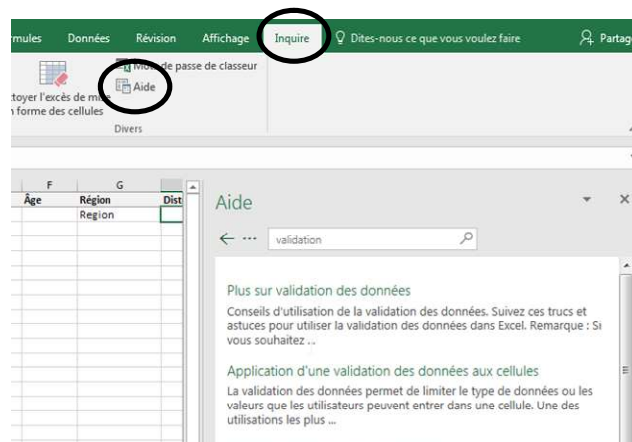 mules Données Révision Affichage Inquire Dites-nous ce que vous voulez faire Partag
Mots de passe de classeur
Aide
toyer l'excès de mise
n forme des cellules
Divers
F G
Âge Région Dist
Region
Aide
validation
Plus sur validation des données
Conseils d'utilisation de la validation des données. Suivez ces trucs et
astuces pour utiliser la validation des données dans Excel. Remarque : Si
vous souhaitez ...
Application d'une validation des données aux cellules
La validation des données permet de limiter le type de données ou les
valeurs que les utilisateurs peuvent entrer dans une cellule. Une des
utilisations les plus ...